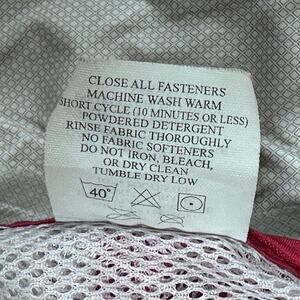 CLOSE ALL FASTENERS
MACHINE WASH WARM
SHORT CYCLE (10 MINUTES OR LESS)
POWDERED DETERGENT
RINSE FABRIC THOROUGHLY
NO FABRIC SOFTENERS
DO NOT IRON, BLEACH,
OR DRY CLEAN
TUMBLE DRY LOW
40°